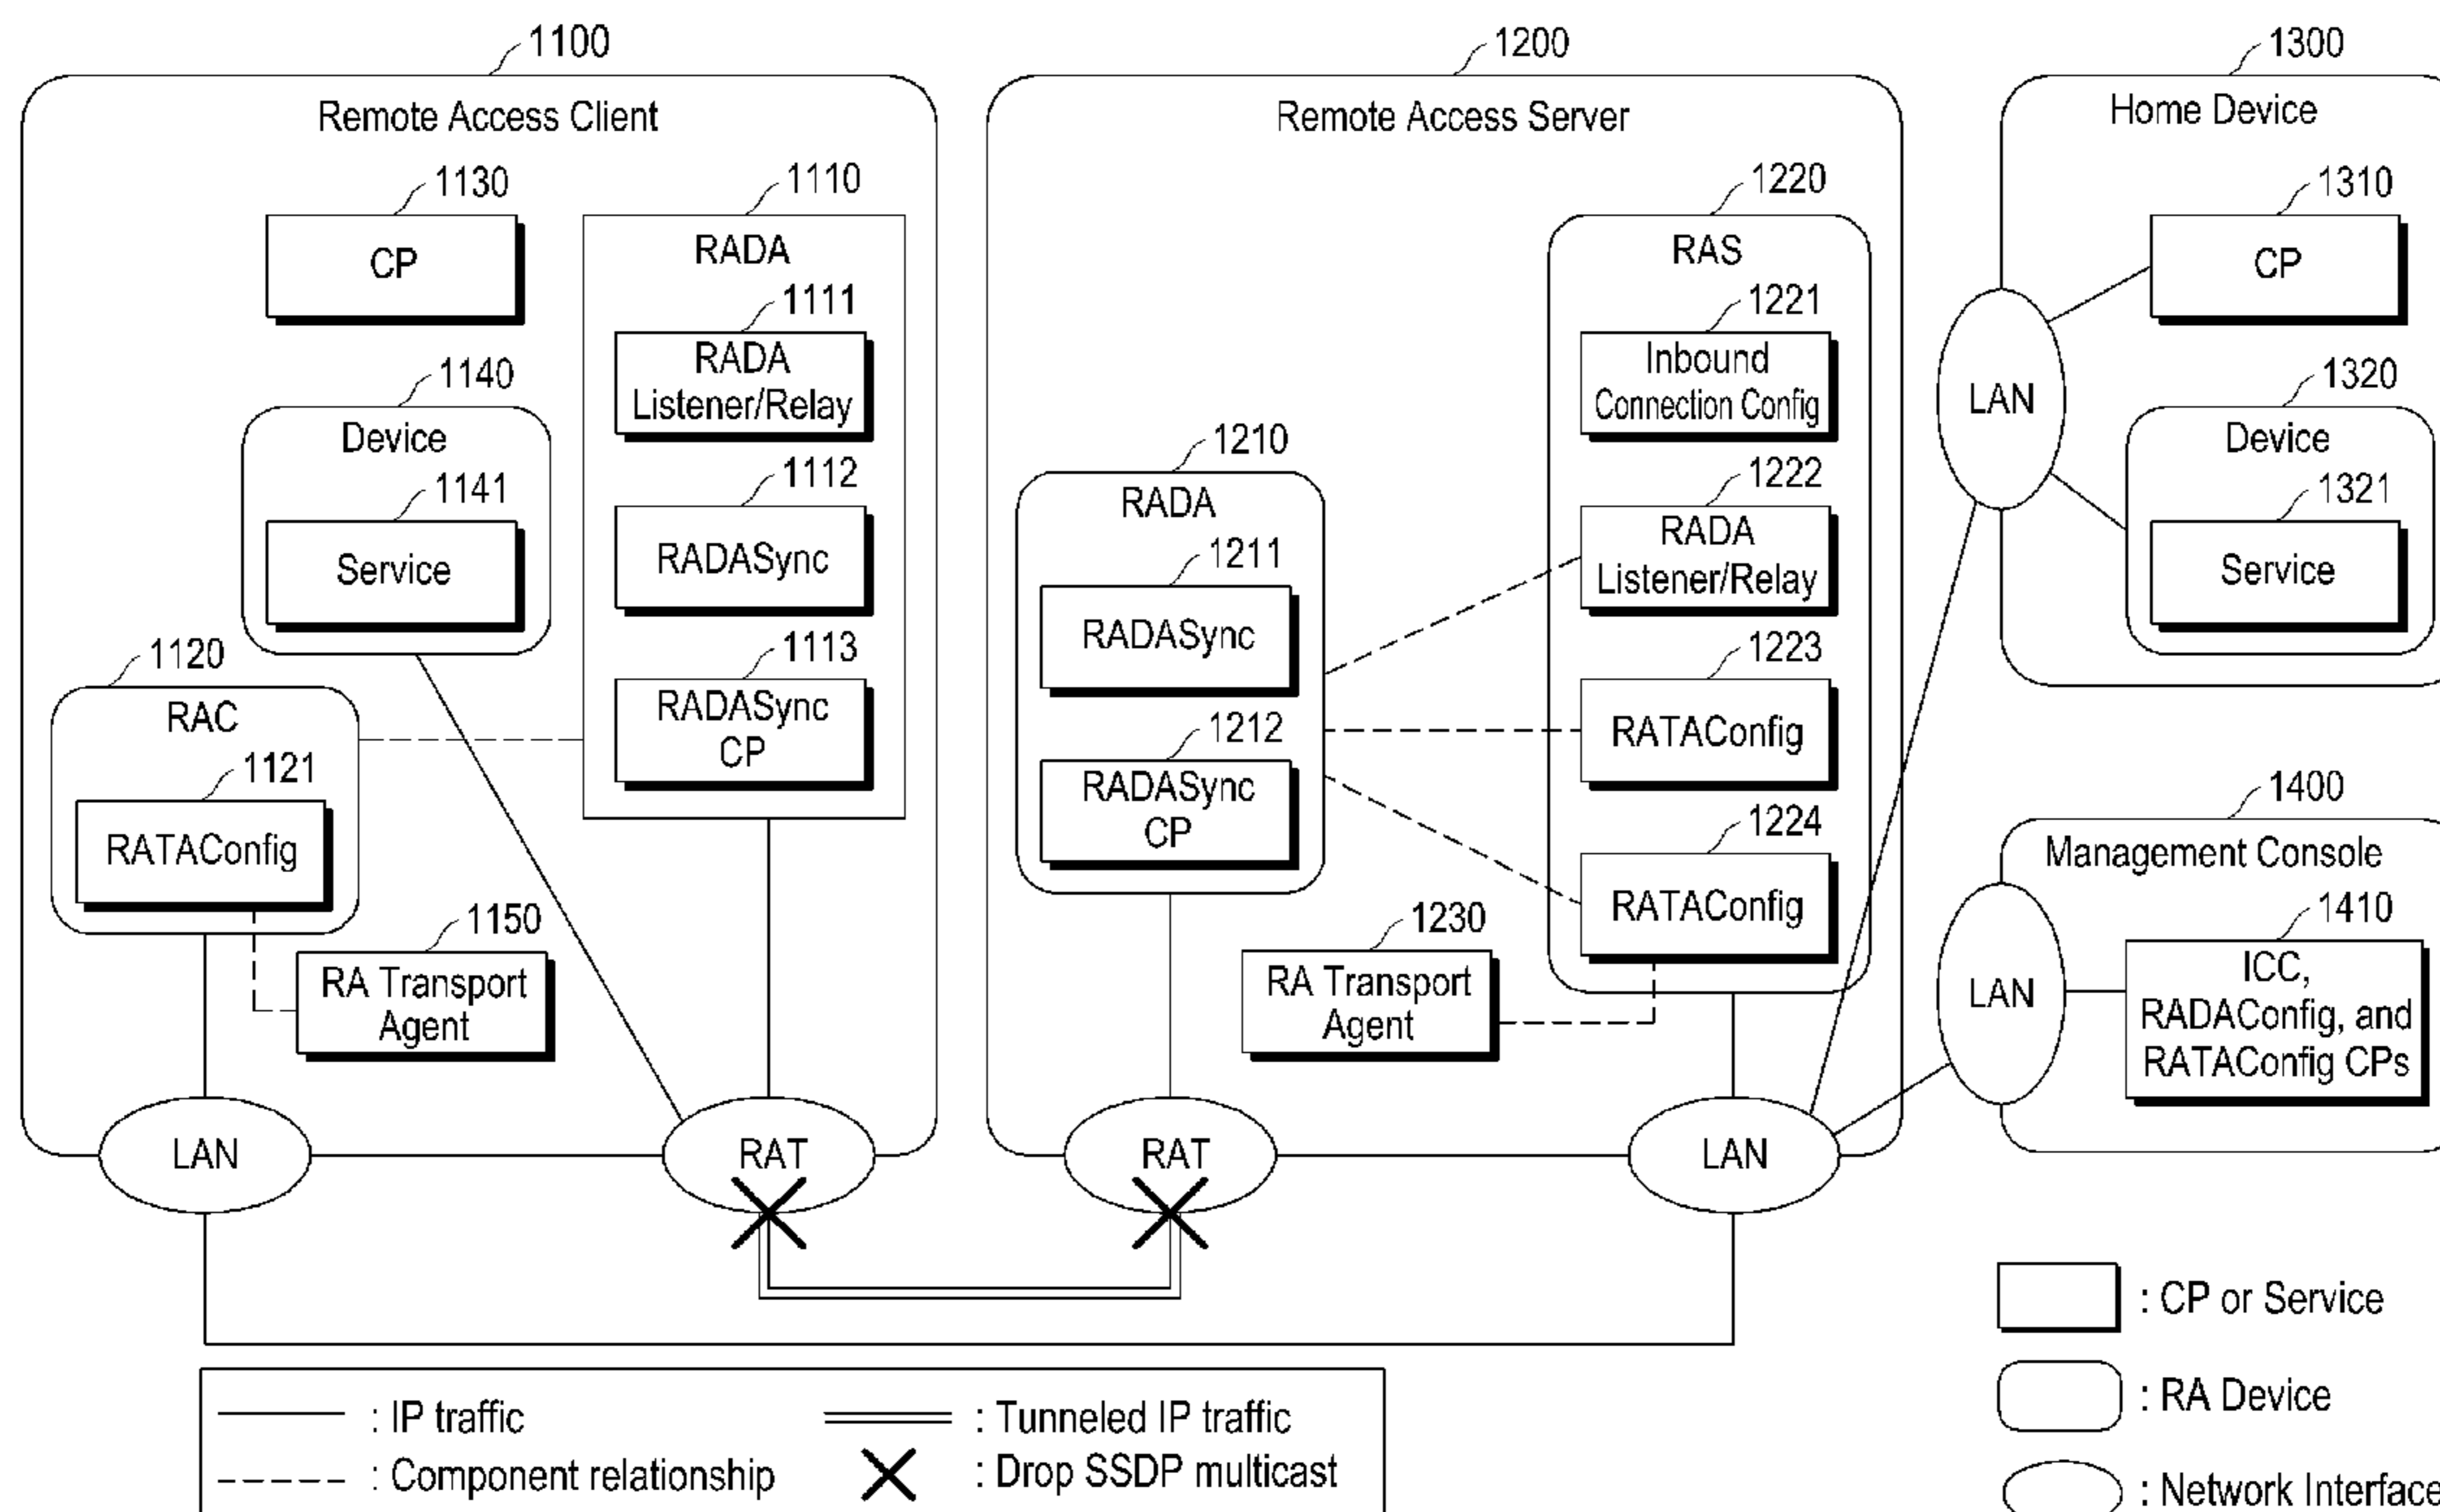 1100
Remote Access Client
1130
CP
1110
RADA
1111
RADA
Listener/Relay
1140
Device
1141
Service
1112
RADASync
1120
RAC
1113
RADASync
CP
1121
RATAConfig
1150
RA Transport
Agent
LAN
RAT
1200
Remote Access Server
1220
RAS
1221
Inbound
Connection Config
1210
RADA
1222
RADA
Listener/Relay
1211
RADASync
1223
RATAConfig
1212
RADASync
CP
1224
RATAConfig
1230
RA Transport
Agent
RAT
LAN
1300
Home Device
1310
CP
LAN
1320
Device
1321
Service
1400
Management Console
LAN
1410
ICC,
RADAConfig, and
RATAConfig CPs
: IP traffic
: Tunneled IP traffic
: Component relationship
: Drop SSDP multicast
: CP or Service
: RA Device
: Network Interface